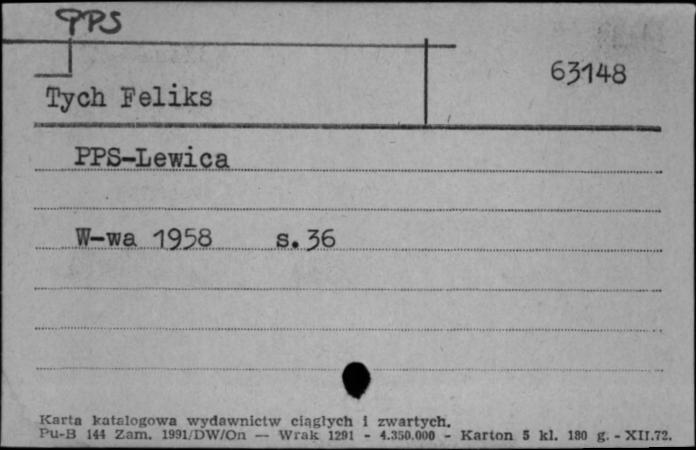 PPS
63148
Tych Feliks
PPS-Lewica
W-wa 1958 s. 36
Karta katalogowa wydawnictw ciągłych i zwartych.
Pu-B 144 Zam. 1991/DW/On — Wrak 1291 - 4.350.000 - Karton 5 kl. 180 g. - XII.72.